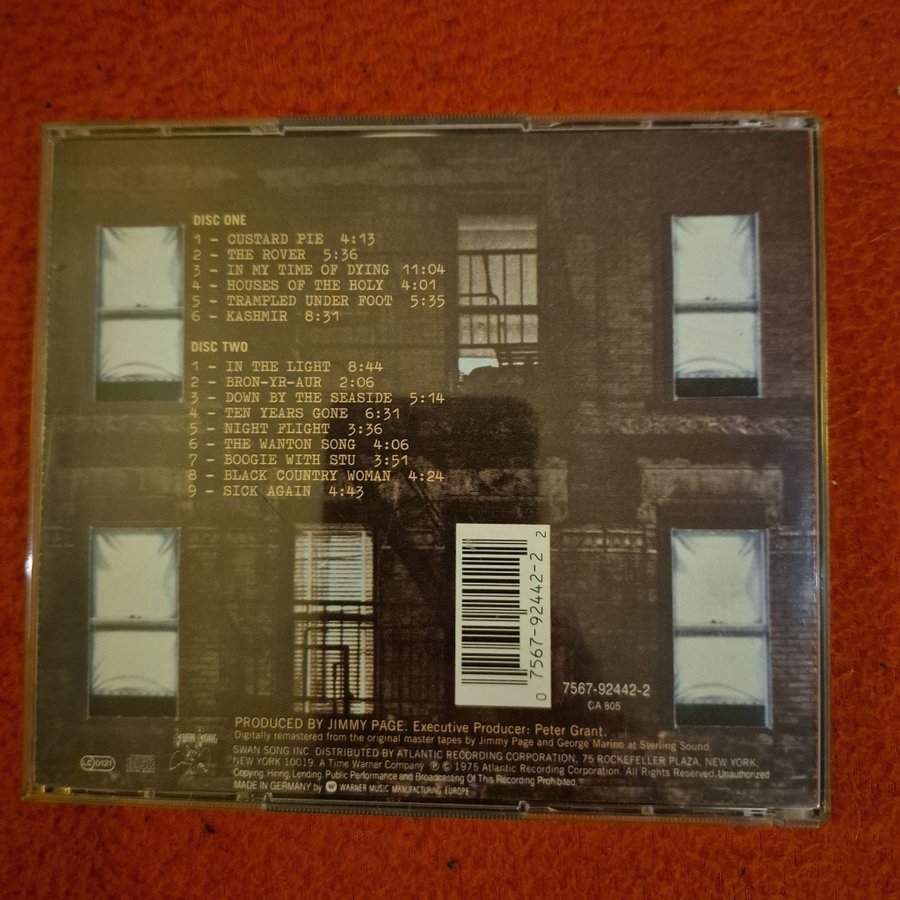 DISC ONE
1 - CUSTARD PIE 4:13
2 - THE ROVER 5:36
3 - IN MY TIME OF DYING 11:04
4 - HOUSES OF THE HOLY 4:01
5 - TRAMPLED UNDER FOOT 5:35
6 - KASHMIR 8:31
DISC TWO
1 - IN THE LIGHT 8:44
2 - BRON-YR-AUR 2:06
3 - DOWN BY THE SEASIDE 5:14
4 - TEN YEARS GONE 6:31
5 - NIGHT FLIGHT 3:36
6 - THE WANTON SONG 4:06
7 - BOOGIE WITH STU 3:51
8 - BLACK COUNTRY WOMAN 4:24
9 - SICK AGAIN 4:43
0 7567-92442-2 2
7567-92442-2
CA 805
PRODUCED BY JIMMY PAGE. Executive Producer: Peter Grant.
Digitally remastered from the original master tapes by Jimmy Page and George Marino at Sterling Sound.
SWAN SONG
LC 0121
SWAN SONG INC. DISTRIBUTED BY ATLANTIC RECORDING CORPORATION, 75 ROCKEFELLER PLAZA, NEW YORK,
NEW YORK 10019. A Time Warner Company ℗ © 1975 Atlantic Recording Corporation. All Rights Reserved. Unauthorized
Copying, Hiring, Lending, Public Performance and Broadcasting Of This Recording Prohibited.
MADE IN GERMANY by WARNER MUSIC MANUFACTURING EUROPE